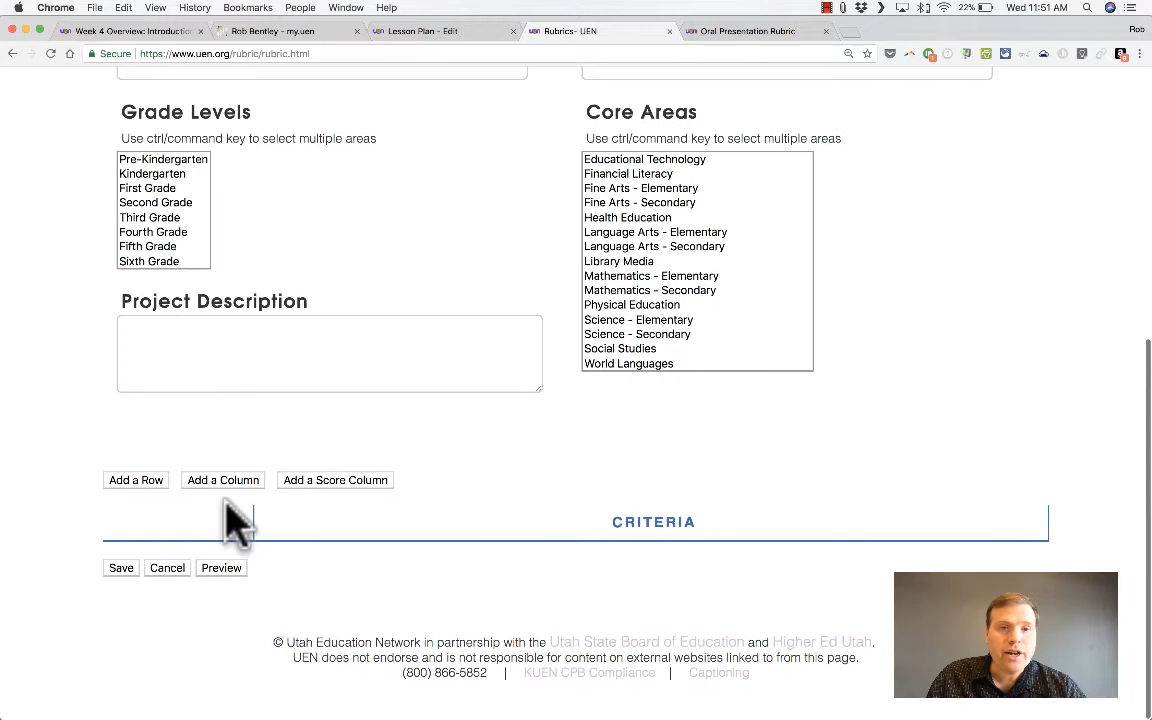 Chrome File Edit View History Bookmarks People Window Help 22% Wed 11:51 AM
Week 4 Overview: Introduction
Rob Bentley - my.uen
Lesson Plan - Edit
Rubrics- UEN
Oral Presentation Rubric
Rob
Secure https://www.uen.org/rubric/rubric.html
Grade Levels
Use ctrl/command key to select multiple areas
Pre-Kindergarten
Kindergarten
First Grade
Second Grade
Third Grade
Fourth Grade
Fifth Grade
Sixth Grade
Core Areas
Use ctrl/command key to select multiple areas
Educational Technology
Financial Literacy
Fine Arts - Elementary
Fine Arts - Secondary
Health Education
Language Arts - Elementary
Language Arts - Secondary
Library Media
Mathematics - Elementary
Mathematics - Secondary
Physical Education
Science - Elementary
Science - Secondary
Social Studies
World Languages
Project Description
Add a Row Add a Column Add a Score Column
CRITERIA
Save Cancel Preview
© Utah Education Network in partnership with the Utah State Board of Education and Higher Ed Utah.
UEN does not endorse and is not responsible for content on external websites linked to from this page.
(800) 866-5852 | KUEN CPB Compliance | Captioning